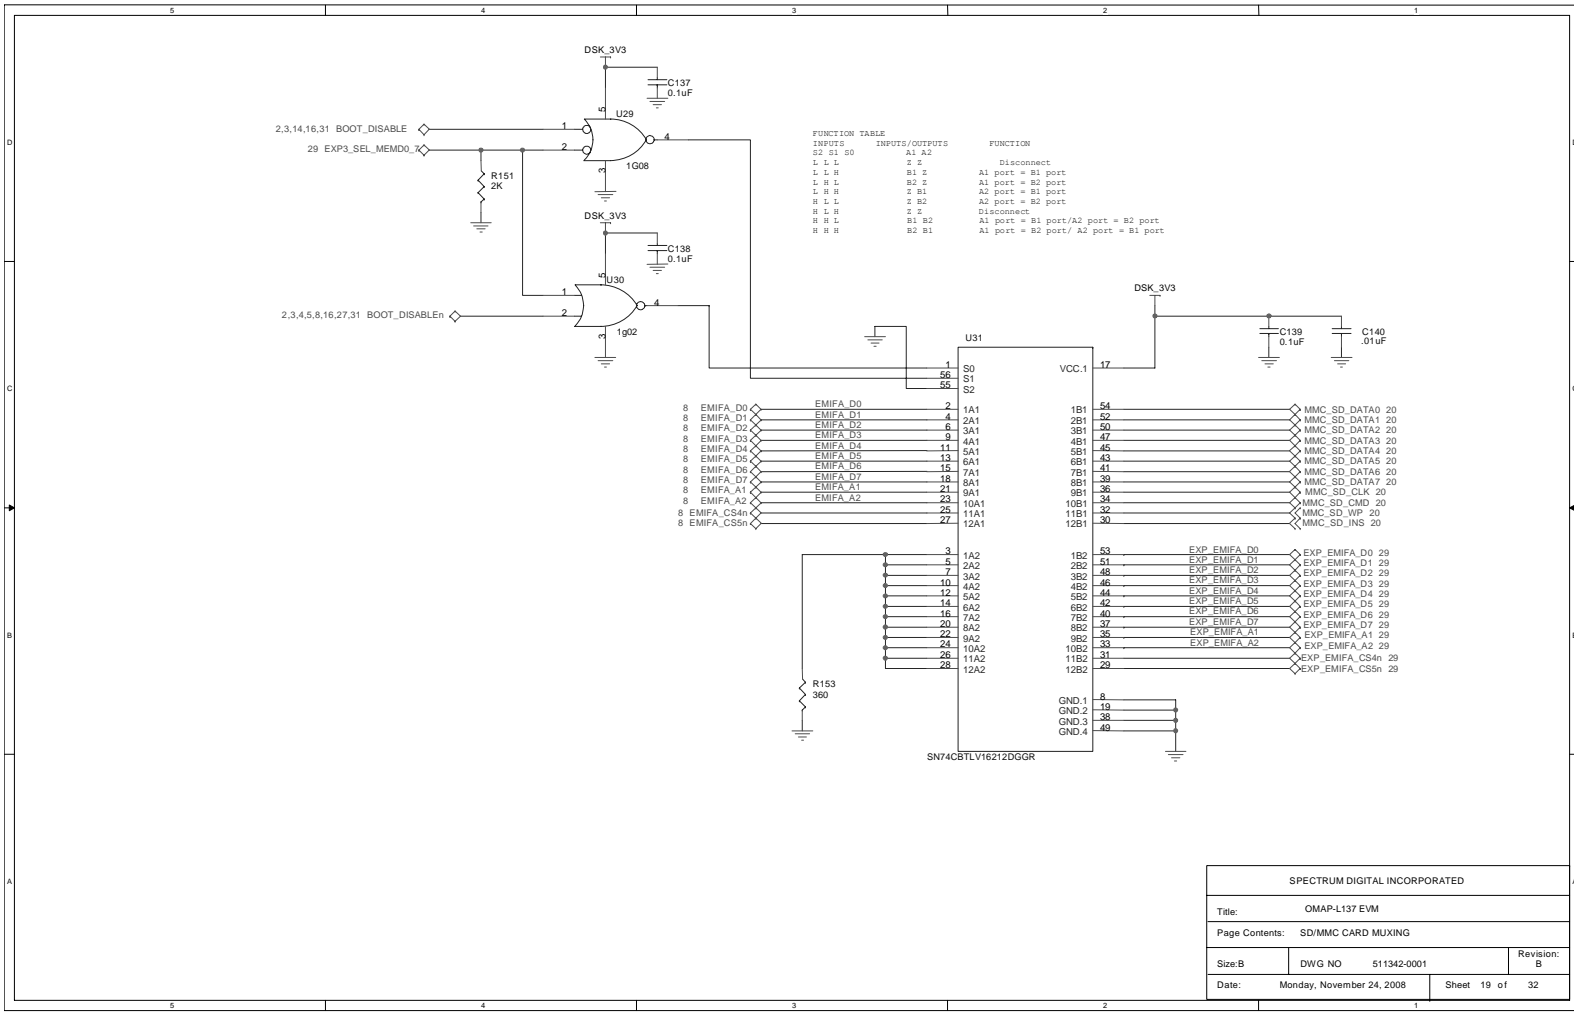 5 4 3 2 1
DSK_3V3
C137
0.1uF
5
U29
2,3,14,16,31 BOOT_DISABLE 1
4
29 EXP3_SEL_MEMD0_7 2
3
1G08
R151
2K
FUNCTION TABLE
INPUTS INPUTS/OUTPUTS FUNCTION
S2 S1 S0 A1 A2
L L L Z Z Disconnect
L L H B1 Z A1 port = B1 port
L H L B2 Z A1 port = B2 port
L H H Z B1 A2 port = B1 port
H L L Z B2 A2 port = B2 port
H L H Z Z Disconnect
H H L B1 B2 A1 port = B1 port/A2 port = B2 port
H H H B2 B1 A1 port = B2 port/ A2 port = B1 port
DSK_3V3
C138
0.1uF
5
U30
1
4
2,3,4,5,8,16,27,31 BOOT_DISABLEn 2
3
1g02
DSK_3V3
C139
0.1uF
C140
.01uF
U31
1 S0 VCC.1 17
56 S1
55 S2
8 EMIFA_D0 EMIFA_D0 2 1A1 1B1 54 MMC_SD_DATA0 20
8 EMIFA_D1 EMIFA_D1 4 2A1 2B1 52 MMC_SD_DATA1 20
8 EMIFA_D2 EMIFA_D2 6 3A1 3B1 50 MMC_SD_DATA2 20
8 EMIFA_D3 EMIFA_D3 9 4A1 4B1 47 MMC_SD_DATA3 20
8 EMIFA_D4 EMIFA_D4 11 5A1 5B1 45 MMC_SD_DATA4 20
8 EMIFA_D5 EMIFA_D5 13 6A1 6B1 43 MMC_SD_DATA5 20
8 EMIFA_D6 EMIFA_D6 15 7A1 7B1 41 MMC_SD_DATA6 20
8 EMIFA_D7 EMIFA_D7 18 8A1 8B1 39 MMC_SD_DATA7 20
8 EMIFA_A1 EMIFA_A1 21 9A1 9B1 36 MMC_SD_CLK 20
8 EMIFA_A2 EMIFA_A2 23 10A1 10B1 34 MMC_SD_CMD 20
8 EMIFA_CS4n 25 11A1 11B1 32 MMC_SD_WP 20
8 EMIFA_CS5n 27 12A1 12B1 30 MMC_SD_INS 20
3 1A2 1B2 53 EXP_EMIFA_D0 EXP_EMIFA_D0 29
5 2A2 2B2 51 EXP_EMIFA_D1 EXP_EMIFA_D1 29
7 3A2 3B2 48 EXP_EMIFA_D2 EXP_EMIFA_D2 29
10 4A2 4B2 46 EXP_EMIFA_D3 EXP_EMIFA_D3 29
12 5A2 5B2 44 EXP_EMIFA_D4 EXP_EMIFA_D4 29
14 6A2 6B2 42 EXP_EMIFA_D5 EXP_EMIFA_D5 29
16 7A2 7B2 40 EXP_EMIFA_D6 EXP_EMIFA_D6 29
20 8A2 8B2 37 EXP_EMIFA_D7 EXP_EMIFA_D7 29
22 9A2 9B2 35 EXP_EMIFA_A1 EXP_EMIFA_A1 29
24 10A2 10B2 33 EXP_EMIFA_A2 EXP_EMIFA_A2 29
26 11A2 11B2 31 EXP_EMIFA_CS4n 29
28 12A2 12B2 29 EXP_EMIFA_CS5n 29
R153
360
GND.1 8
GND.2 19
GND.3 38
GND.4 49
SN74CBTLV16212DGGR
D
C
B
A
SPECTRUM DIGITAL INCORPORATED
Title: OMAP-L137 EVM
Page Contents: SD/MMC CARD MUXING
Size:B DWG NO 511342-0001 Revision: B
Date: Monday, November 24, 2008 Sheet 19 of 32
5 4 3 2 1